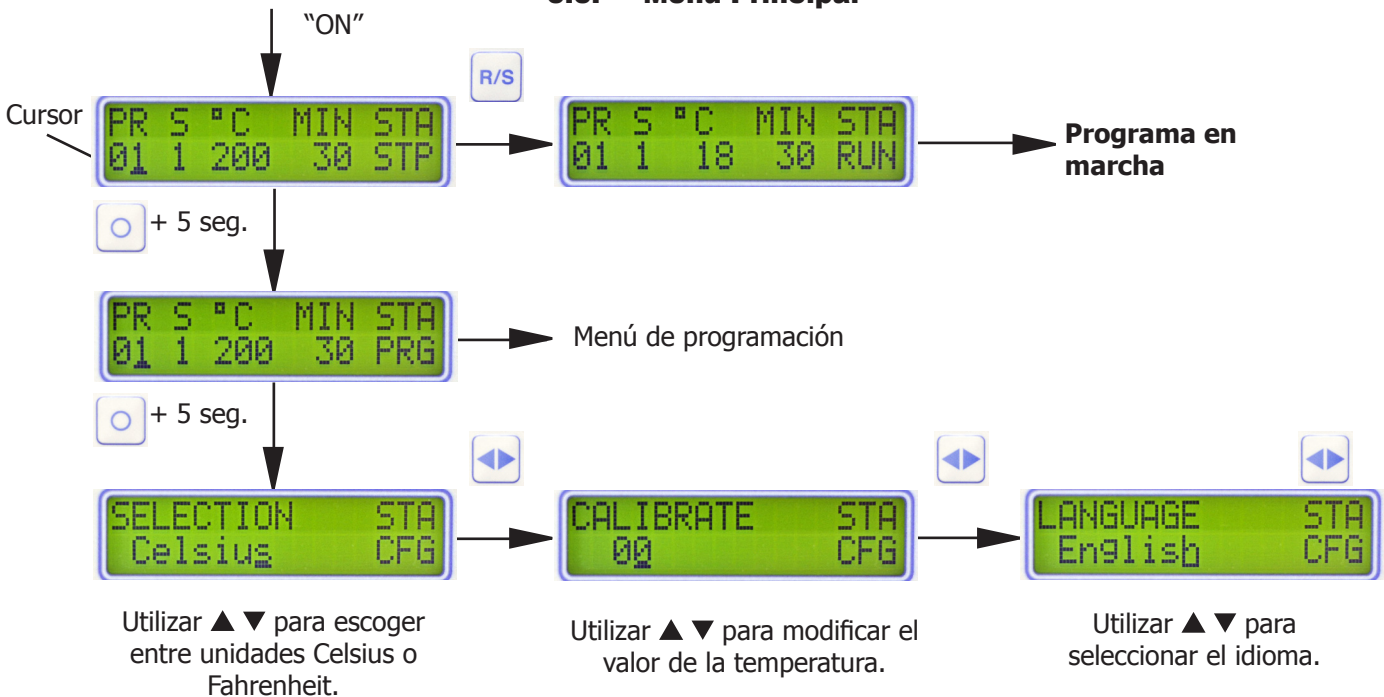 “ON”
R/S
Cursor
PR S °C MIN STA
01 1 200 30 STP
PR S °C MIN STA
01 1 18 30 RUN
Programa en
marcha
+ 5 seg.
PR S °C MIN STA
01 1 200 30 PRG
Menú de programación
+ 5 seg.
SELECTION STA
Celsius CFG
CALIBRATE STA
00 CFG
LANGUAGE STA
English CFG
Utilizar ▲ ▼ para escoger
entre unidades Celsius o
Fahrenheit.
Utilizar ▲ ▼ para modificar el
valor de la temperatura.
Utilizar ▲ ▼ para
seleccionar el idioma.